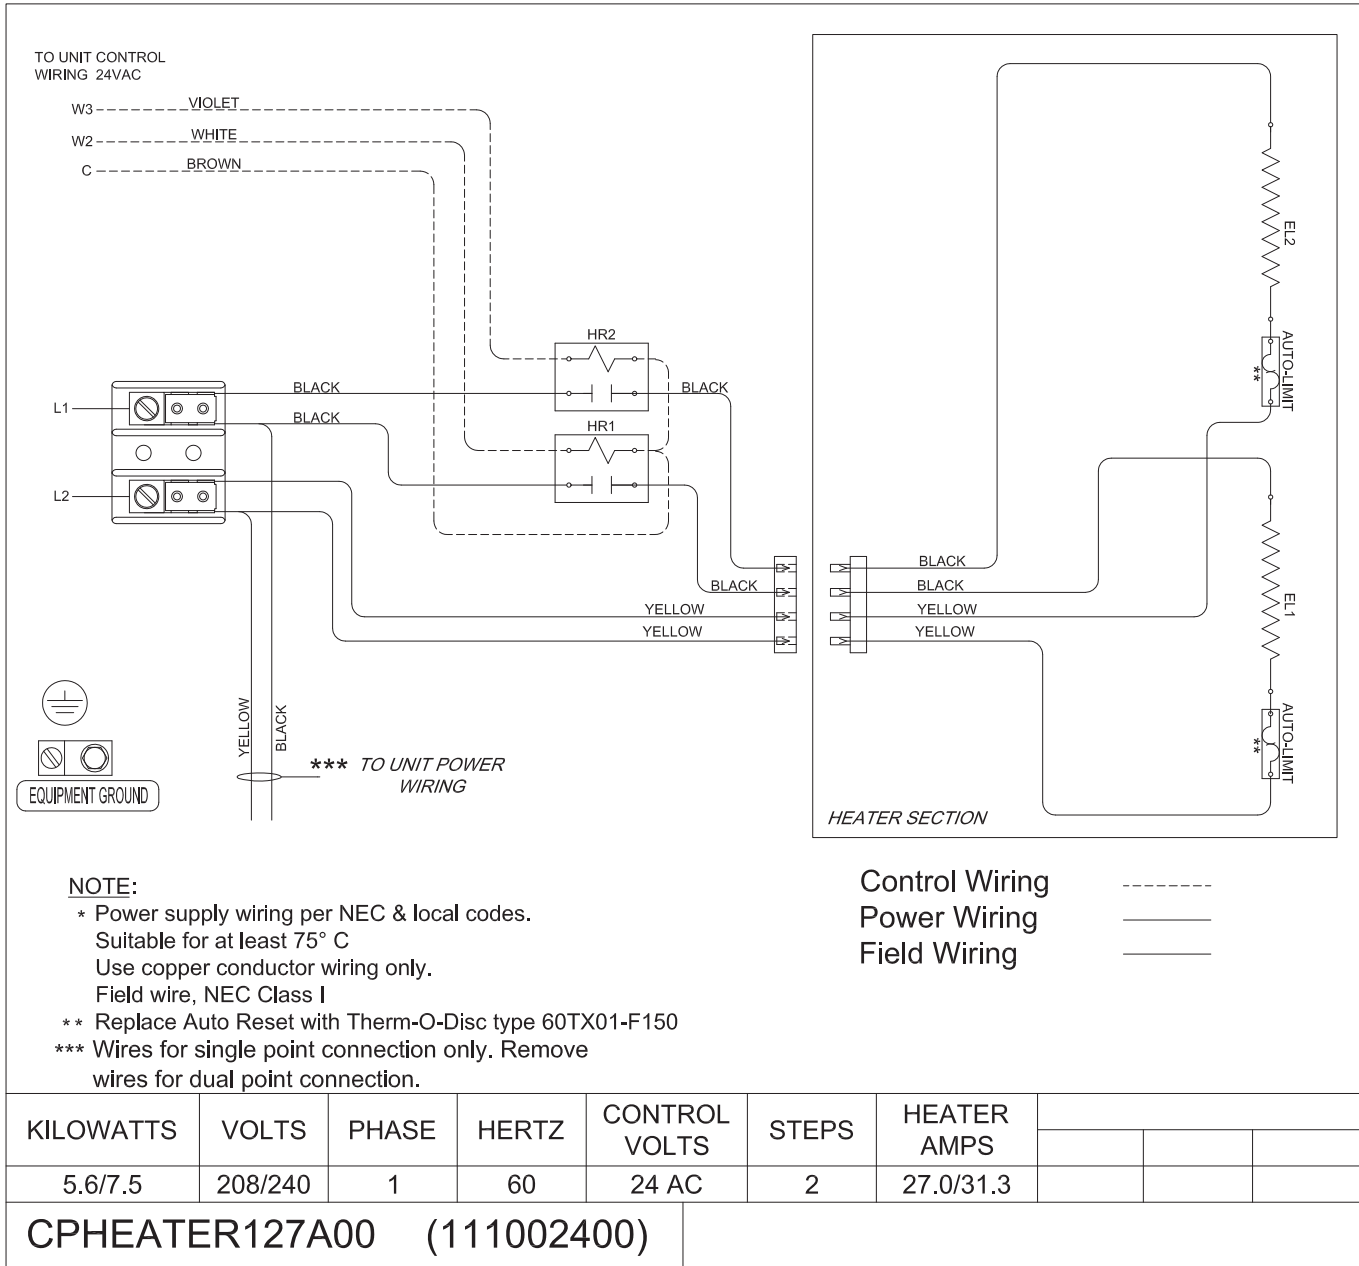 TO UNIT CONTROL
WIRING 24VAC
W3
VIOLET
W2
WHITE
C
BROWN
HR2
BLACK
BLACK
L1
BLACK
HR1
L2
EL2
AUTO-LIMIT
**
BLACK
BLACK
BLACK
YELLOW
YELLOW
YELLOW
YELLOW
EL1
AUTO-LIMIT
**
YELLOW
BLACK
*** TO UNIT POWER
WIRING
EQUIPMENT GROUND
HEATER SECTION
NOTE:
* Power supply wiring per NEC & local codes.
Suitable for at least 75° C
Use copper conductor wiring only.
Field wire, NEC Class I
** Replace Auto Reset with Therm-O-Disc type 60TX01-F150
*** Wires for single point connection only. Remove
wires for dual point connection.
Control Wiring
Power Wiring
Field Wiring
KILOWATTS VOLTS PHASE HERTZ CONTROL VOLTS STEPS HEATER AMPS
5.6/7.5 208/240 1 60 24 AC 2 27.0/31.3
CPHEATER127A00 (111002400)